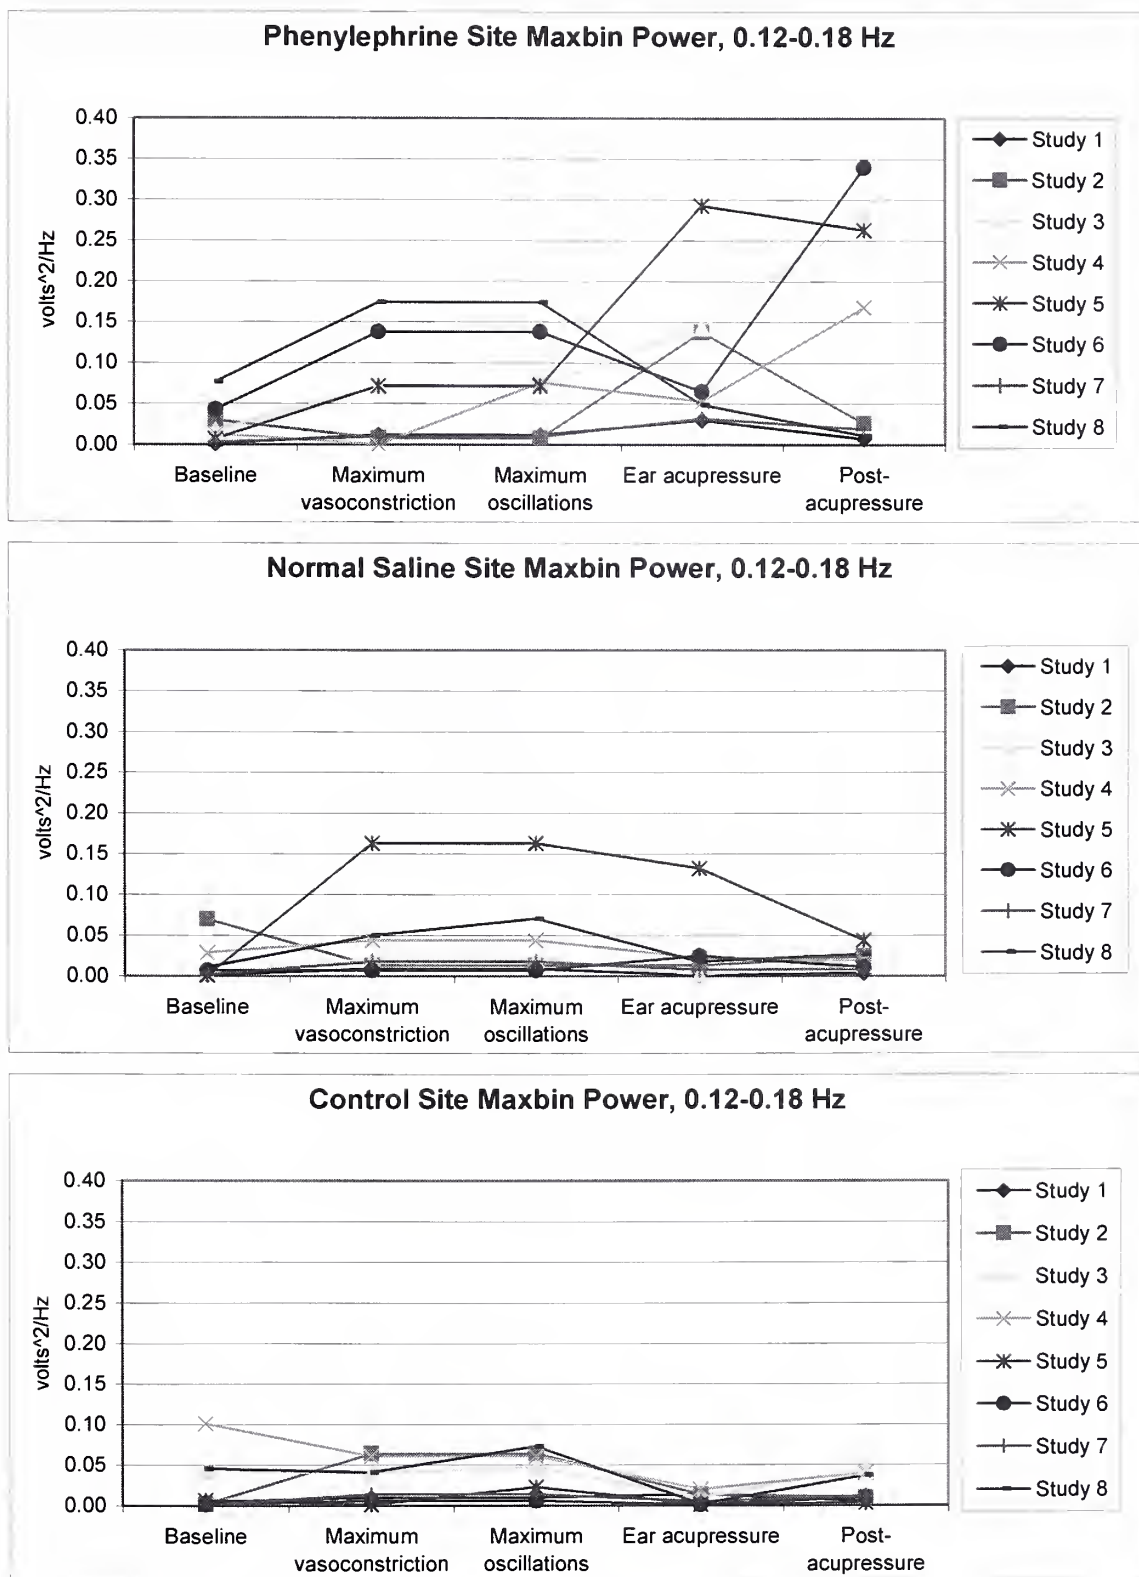 Phenylephrine Site Maxbin Power, 0.12-0.18 Hz
0.40
0.35
0.30
0.25
0.20
0.15
0.10
0.05
0.00
volts^2/Hz
Baseline
Maximum
vasoconstriction
Maximum
oscillations
Ear acupressure
Post-
acupressure
Study 1
Study 2
Study 3
Study 4
Study 5
Study 6
Study 7
Study 8
Normal Saline Site Maxbin Power, 0.12-0.18 Hz
0.40
0.35
0.30
0.25
0.20
0.15
0.10
0.05
0.00
volts^2/Hz
Baseline
Maximum
vasoconstriction
Maximum
oscillations
Ear acupressure
Post-
acupressure
Study 1
Study 2
Study 3
Study 4
Study 5
Study 6
Study 7
Study 8
Control Site Maxbin Power, 0.12-0.18 Hz
0.40
0.35
0.30
0.25
0.20
0.15
0.10
0.05
0.00
volts^2/Hz
Baseline
Maximum
vasoconstriction
Maximum
oscillations
Ear acupressure
Post-
acupressure
Study 1
Study 2
Study 3
Study 4
Study 5
Study 6
Study 7
Study 8